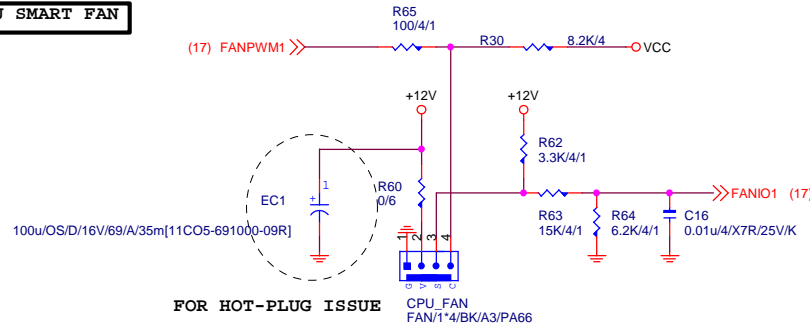 U SMART FAN
R65
100/4/1
(17) FANPWM1
R30
8.2K/4
VCC
+12V
+12V
R62
3.3K/4/1
EC1
1
+
R60
0/6
FANIO1 (17)
R63
15K/4/1
R64
6.2K/4/1
C16
0.01u/4/X7R/25V/K
100u/OS/D/16V/69/A/35m[11CO5-691000-09R]
1
2
3
4
G
V
S
C
FOR HOT-PLUG ISSUE
CPU_FAN
FAN/1*4/BK/A3/PA66